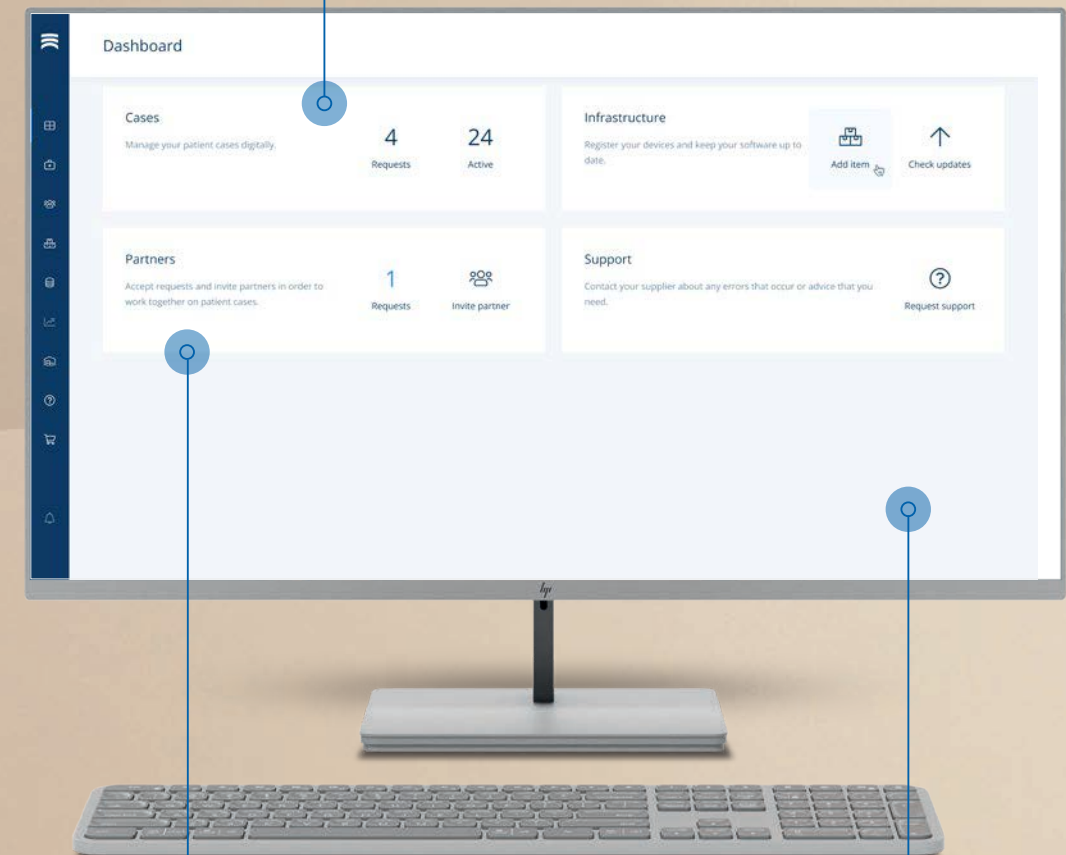 Dashboard
Cases
Manage your patient cases digitally.
4
Requests
24
Active
Infrastructure
Register your devices and keep your software up to
date.
Add item
Check updates
Partners
Accept requests and invite partners in order to
work together on patient cases.
1
Requests
Invite partner
Support
Contact your supplier about any errors that occur or advice that you
need.
Request support
hp